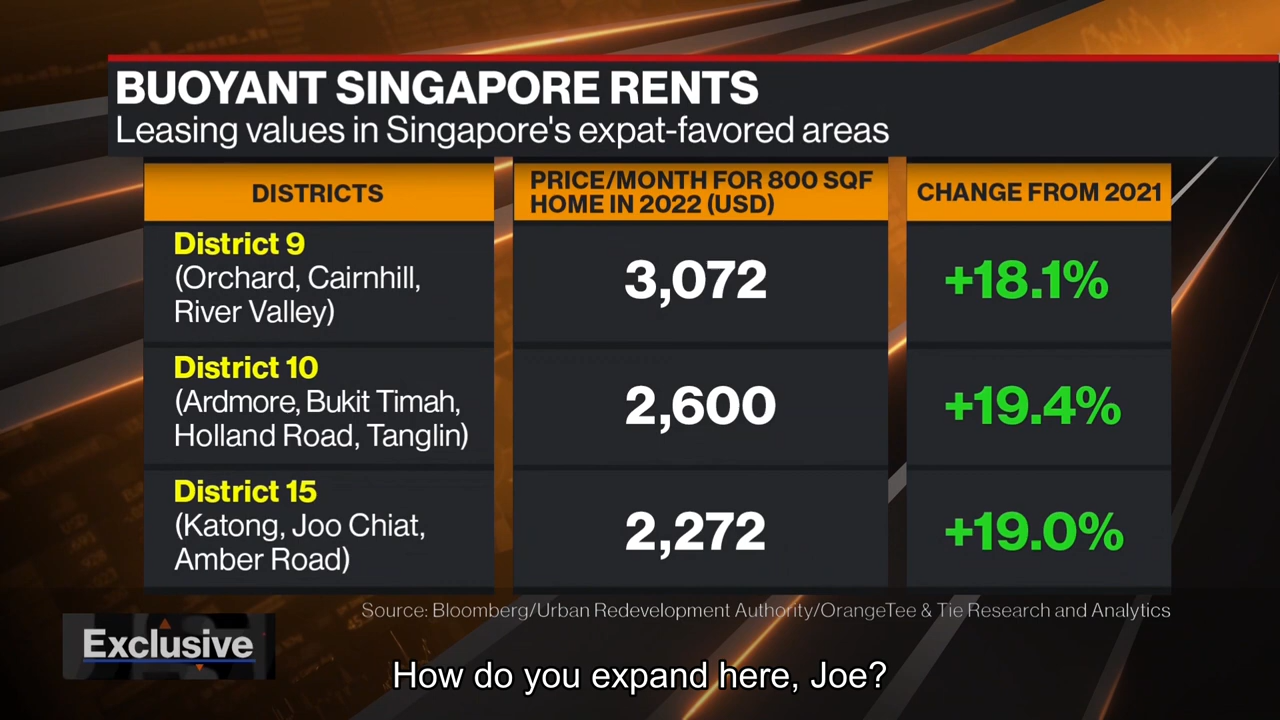 BUOYANT SINGAPORE RENTS
Leasing values in Singapore's expat-favored areas
DISTRICTS
PRICE/MONTH FOR 800 SQF
HOME IN 2022 (USD)
CHANGE FROM 2021
District 9
(Orchard, Cairnhill,
River Valley)
3,072
+18.1%
District 10
(Ardmore, Bukit Timah,
Holland Road, Tanglin)
2,600
+19.4%
District 15
(Katong, Joo Chiat,
Amber Road)
2,272
+19.0%
Source: Bloomberg/Urban Redevelopment Authority/OrangeTee & Tie Research and Analytics
Exclusive
How do you expand here, Joe?